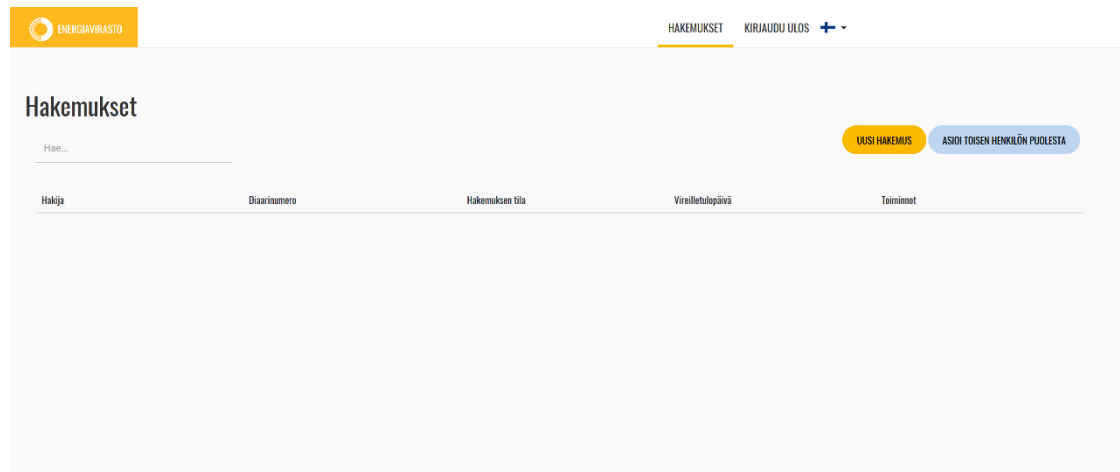 ENERGIAVIRASTO
HAKEMUKSET KIRJAUDU ULOS
Hakemukset
Hae...
UUSI HAKEMUS ASIOI TOISEN HENKILÖN PUOLESTA
Hakija Diaarinumero Hakemuksen tila Vireilletulopäivä Toiminnot